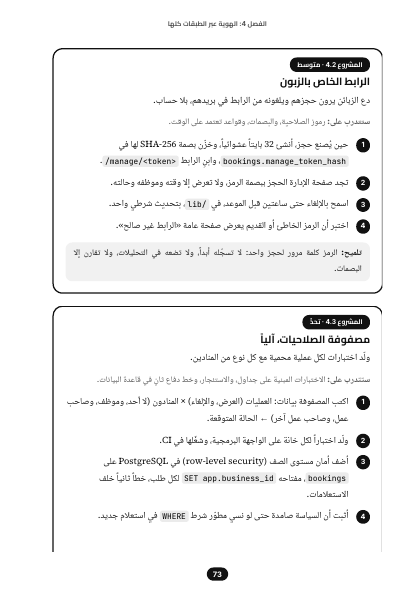 الفصل 4: الهوية عبر الطبقات كلها
المشروع 4.2 · متوسط
الرابط الخاص بالزبون
دع الزبائن يرون حجزهم ويلغونه من الرابط في بريدهم، بلا حساب.
ستتدرب على: رموز الصلاحية، والبصمات، وقواعد تعتمد على الوقت.
1 حين يُصنع حجز، أنشئ 32 بايتاً عشوائياً، وخزّن بصمة SHA-256 لها في
bookings.manage_token_hash، وابنِ الرابط /manage/<token>.
2 تجد صفحة الإدارة الحجز ببصمة الرمز، ولا تعرض إلا وقته وموظفه وحالته.
3 اسمح بالإلغاء حتى ساعتين قبل الموعد، في lib/، بتحديث شرطي واحد.
4 اختبر أن الرمز الخاطئ أو القديم يعرض صفحة عامة «الرابط غير صالح».
تلميح: الرمز كلمة مرور لحجز واحد: لا تسجّله أبداً، ولا تضعه في التحليلات، ولا تقارن إلا
البصمات.
المشروع 4.3 · تحدٍّ
مصفوفة الصلاحيات، آلياً
ولّد اختبارات لكل عملية محمية مع كل نوع من المنادين.
ستتدرب على: الاختبارات المبنية على جداول، والاستئجار، وخط دفاع ثانٍ في قاعدة البيانات.
1 اكتب المصفوفة بيانات: العمليات (العرض، والإلغاء) × المنادون (لا أحد، وموظف، وصاحب
عمل، وصاحب عمل آخر) ← الحالة المتوقعة.
2 ولّد اختباراً لكل خانة على الواجهة البرمجية، وشغّلها في CI.
3 أضف أمان مستوى الصف (row-level security) في PostgreSQL على
bookings، مفتاحه SET app.business_id لكل طلب، خطاً ثانياً خلف
الاستعلامات.
4 أثبت أن السياسة صامدة حتى لو نسي مطوّر شرط WHERE في استعلام جديد.
73